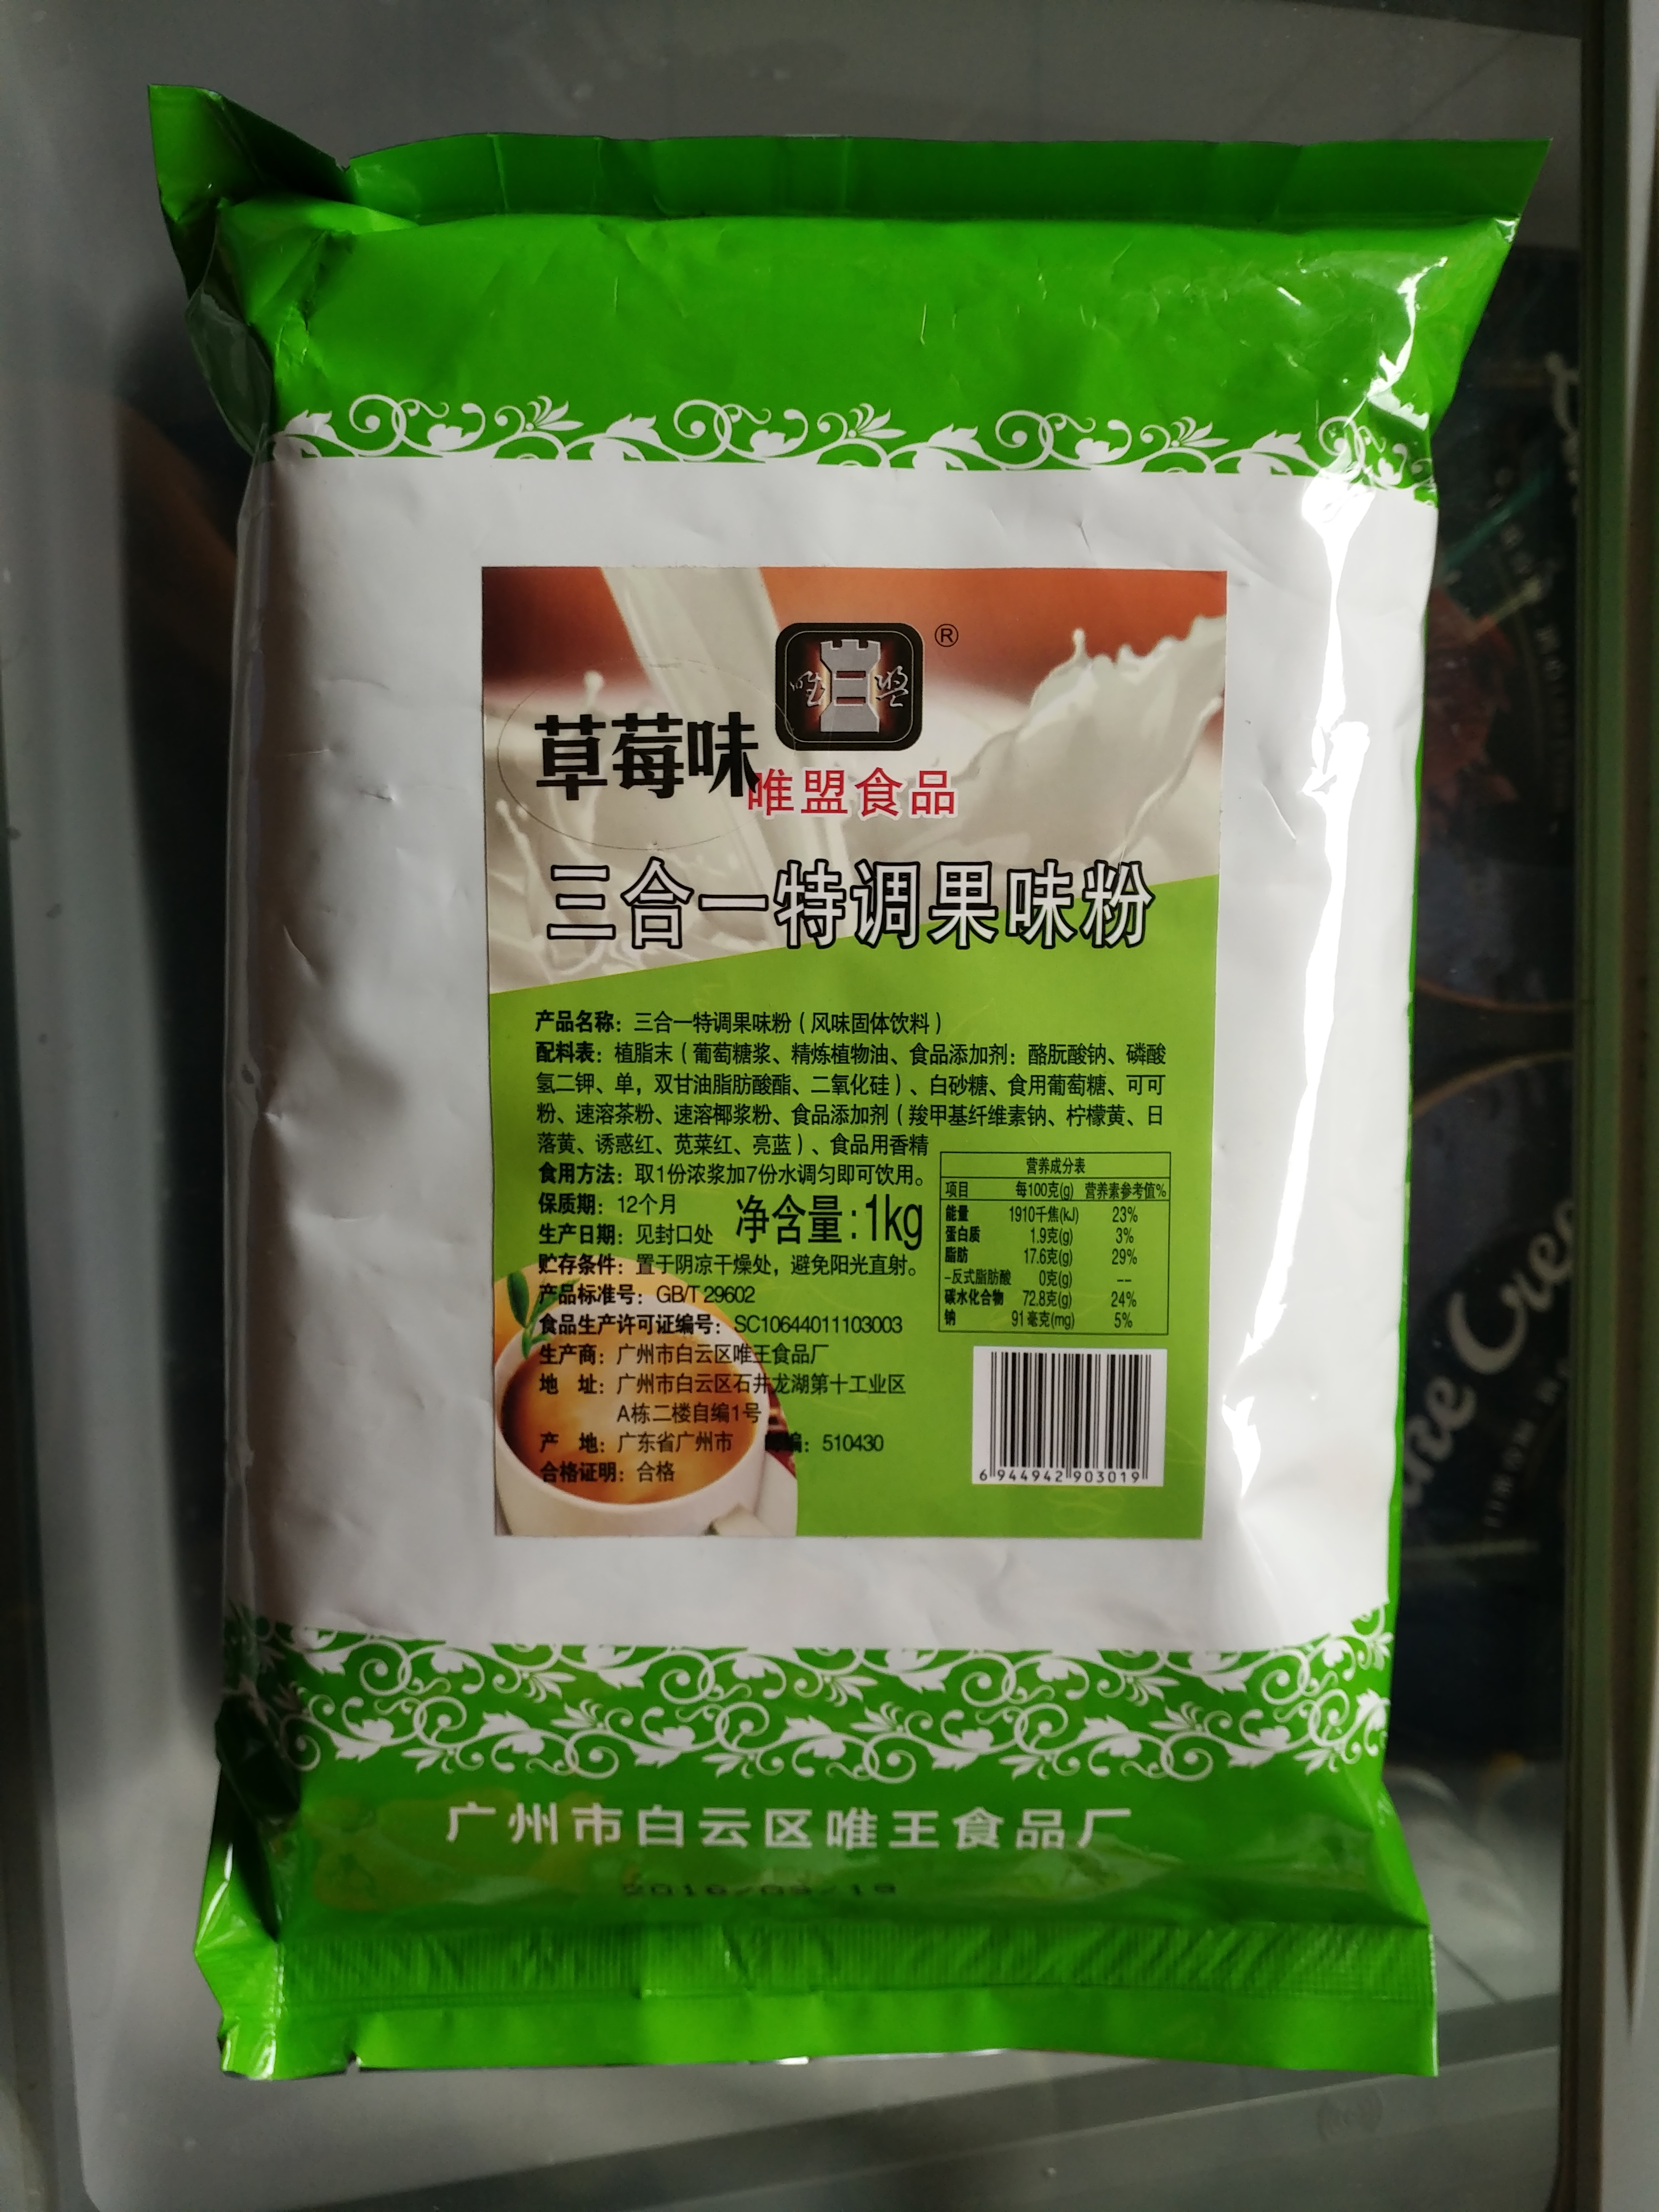 唯盟
®
草莓味
唯盟食品
三合一特调果味粉
产品名称：三合一特调果味粉（风味固体饮料）
配料表：植脂末（葡萄糖浆、精炼植物油、食品添加剂：酪朊酸钠、磷酸
氢二钾、单，双甘油脂肪酸酯、二氧化硅）、白砂糖、食用葡萄糖、可可
粉、速溶茶粉、速溶椰浆粉、食品添加剂（羧甲基纤维素钠、柠檬黄、日
落黄、诱惑红、苋菜红、亮蓝）、食品用香精
食用方法：取1份浓浆加7份水调匀即可饮用。
保质期：12个月
净含量：1kg
生产日期：见封口处
贮存条件：置于阴凉干燥处，避免阳光直射。
产品标准号：GB/T 29602
食品生产许可证编号：SC10644011103003
生产商：广州市白云区唯王食品厂
地 址：广州市白云区石井龙湖第十工业区
A栋二楼自编1号
产 地：广东省广州市 编：510430
合格证明：合格
营养成分表
项目 每100克(g) 营养素参考值%
能量 1910千焦(kJ) 23%
蛋白质 1.9克(g) 3%
脂肪 17.6克(g) 29%
-反式脂肪酸 0克(g) --
碳水化合物 72.8克(g) 24%
钠 91毫克(mg) 5%
6 944942 903019
广州市白云区唯王食品厂